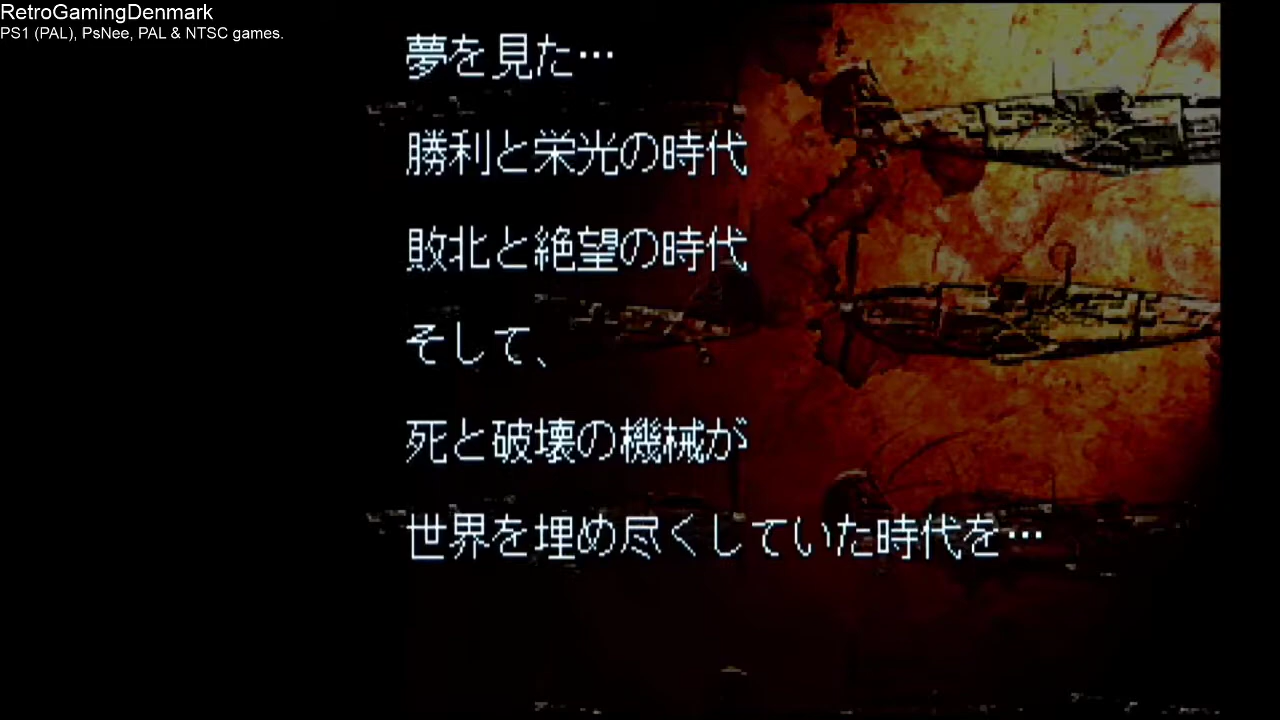 RetroGamingDenmark
PS1 (PAL), PsNee, PAL & NTSC games.
夢を見た…
勝利と栄光の時代
敗北と絶望の時代
そして、
死と破壊の機械が
世界を埋め尽くしていた時代を…